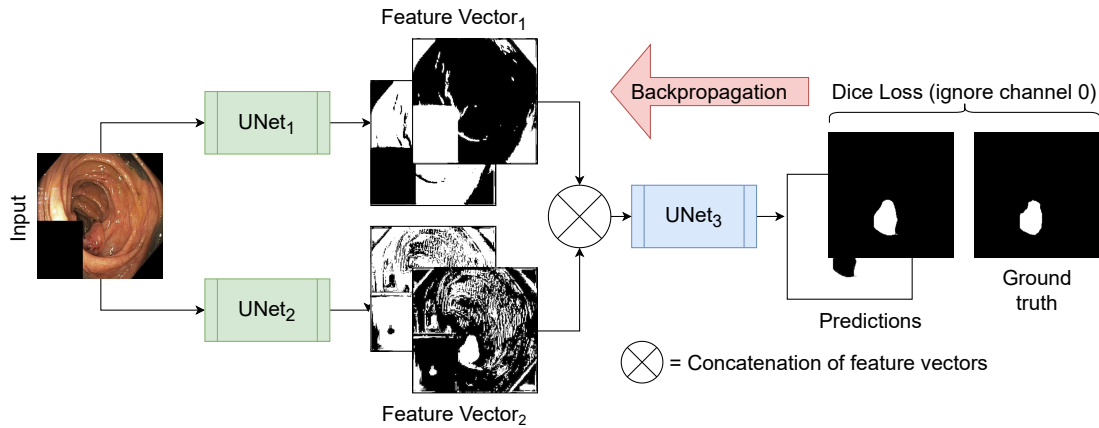 Feature Vector1
Backpropagation
Dice Loss (ignore channel 0)
UNet1
Input
UNet3
UNet2
Ground
truth
Predictions
= Concatenation of feature vectors
Feature Vector2